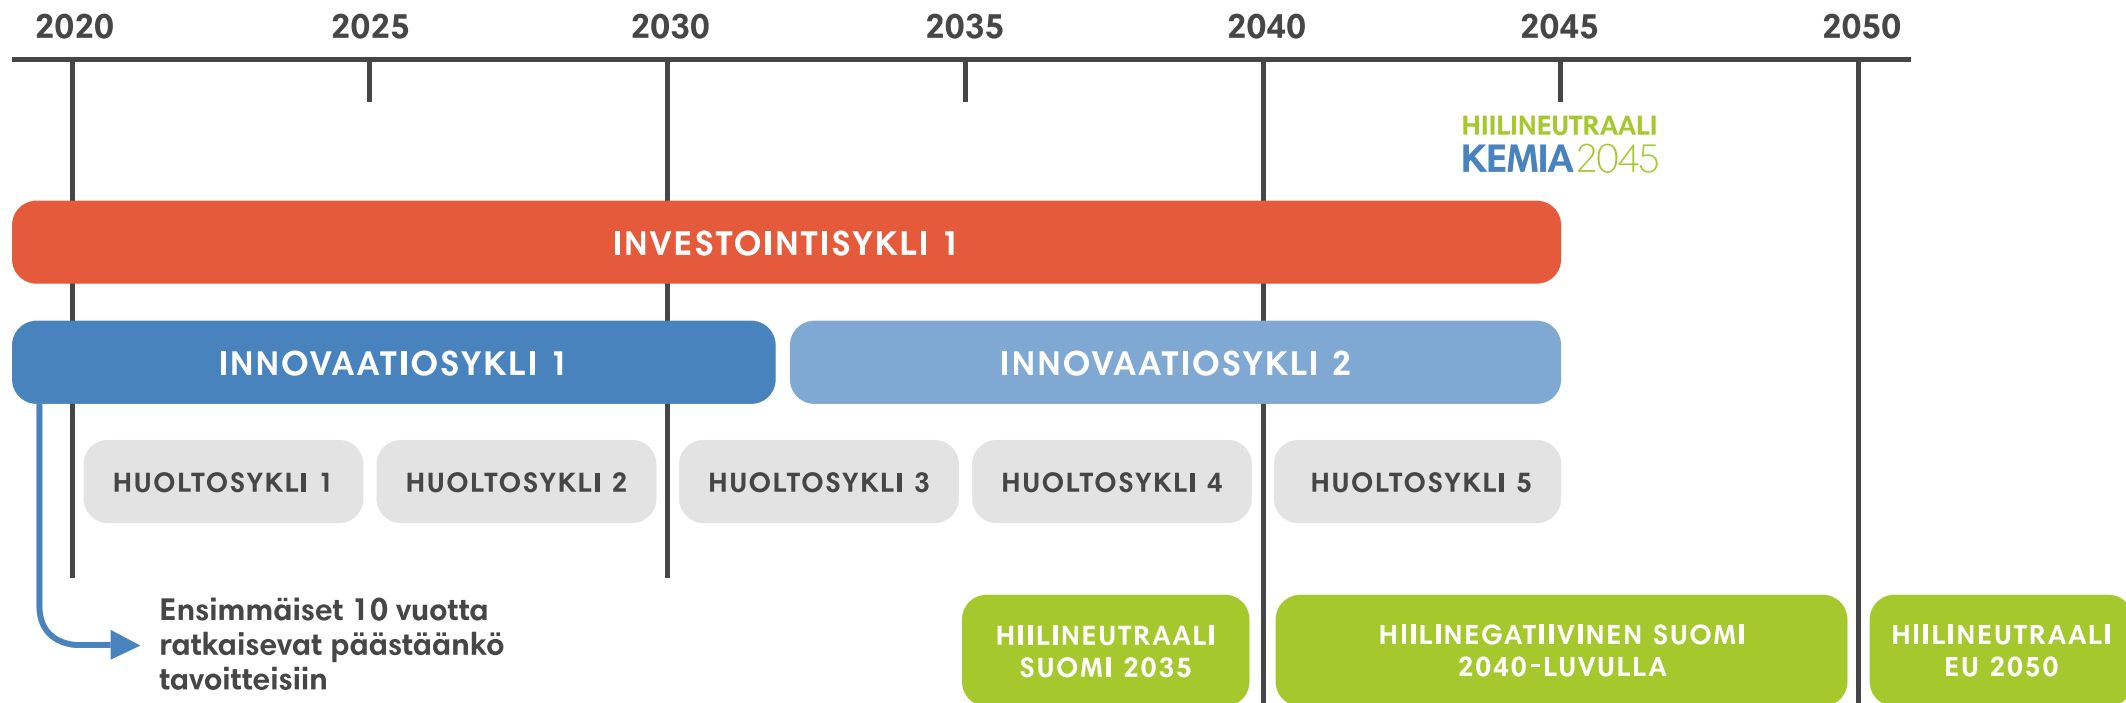 2020 2025 2030 2035 2040 2045 2050
HIILINEUTRAALI
KEMIA2045
INVESTOINTISYKLI 1
INNOVAATIOSYKLI 1 INNOVAATIOSYKLI 2
HUOLTOSYKLI 1 HUOLTOSYKLI 2 HUOLTOSYKLI 3 HUOLTOSYKLI 4 HUOLTOSYKLI 5
Ensimmäiset 10 vuotta
ratkaisevat päästäänkö
tavoitteisiin
HIILINEUTRAALI
SUOMI 2035
HIILINEGATIIVINEN SUOMI
2040-LUVULLA
HIILINEUTRAALI
EU 2050